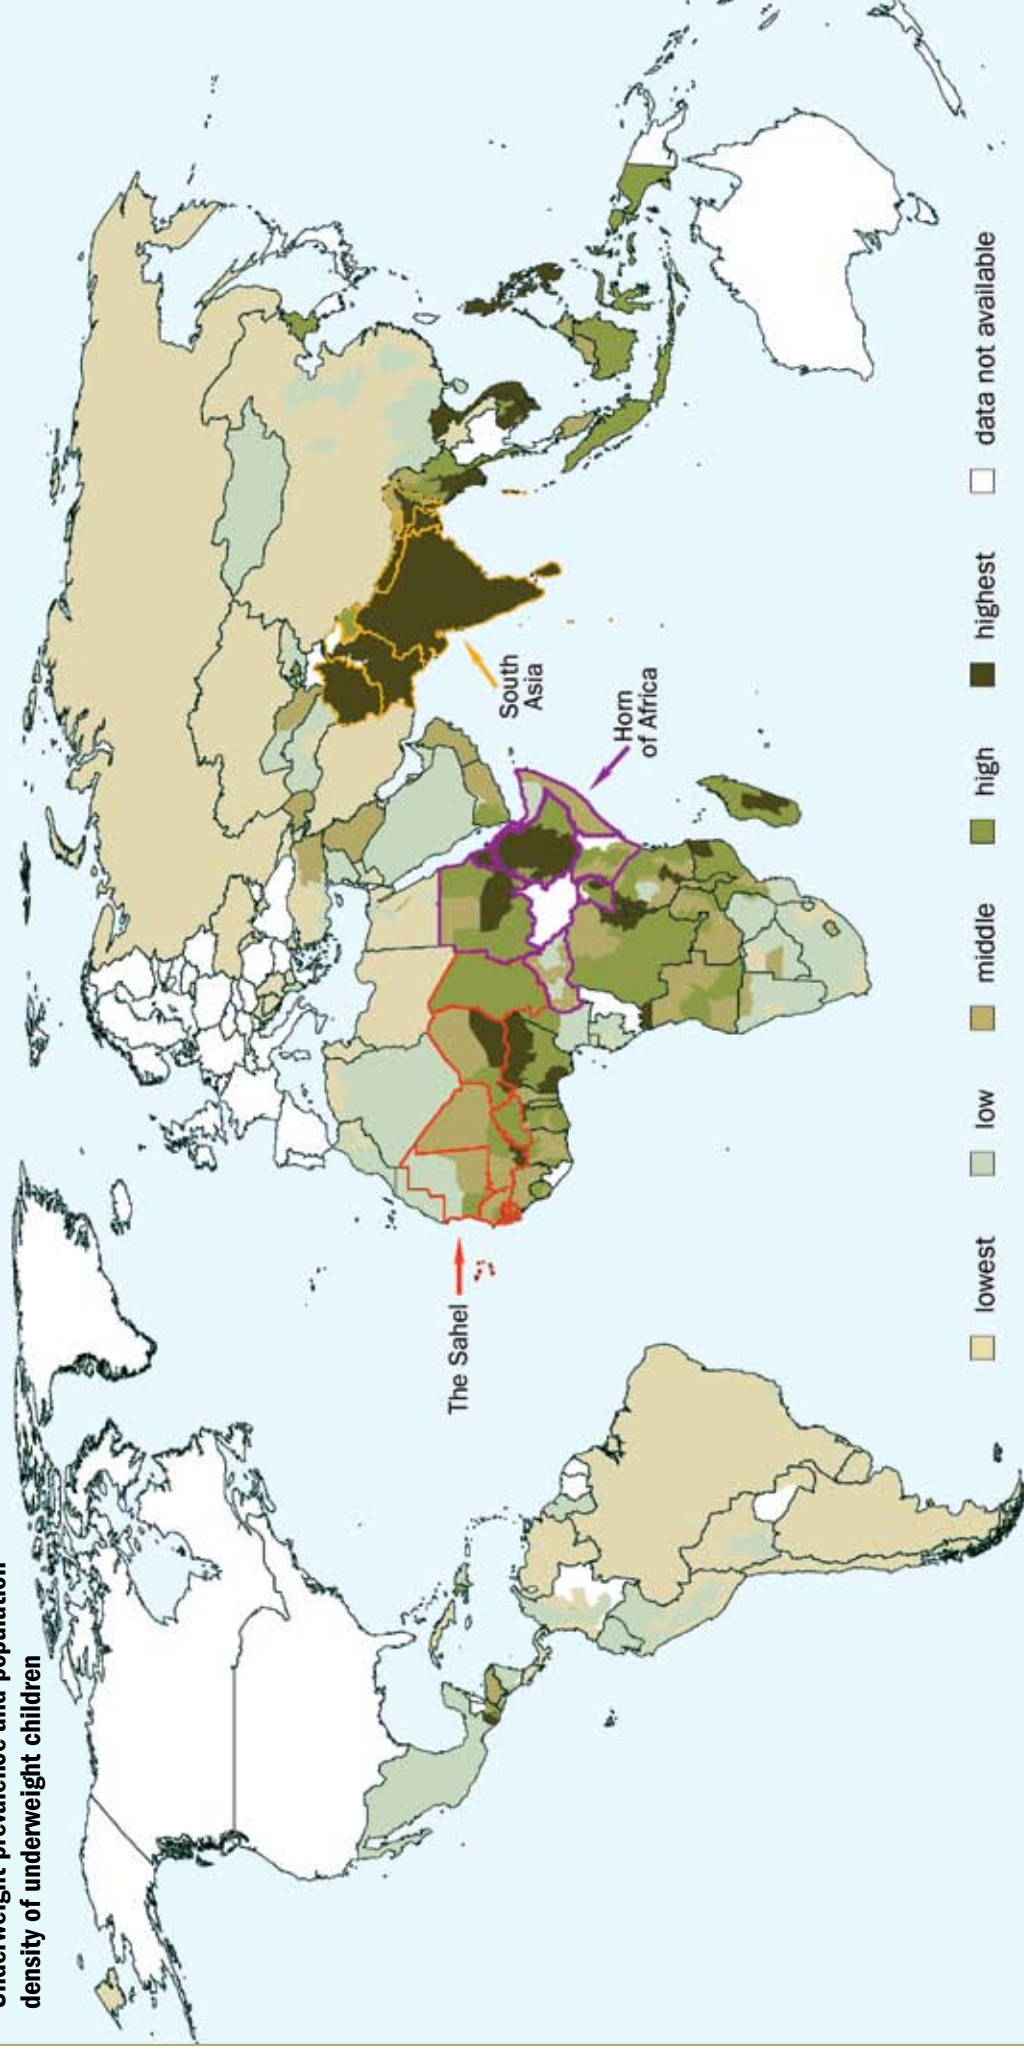 Underweight prevalence and population
density of underweight children
The Sahel
South
Asia
Horn
of Africa
lowest
low
middle
high
highest
data not available